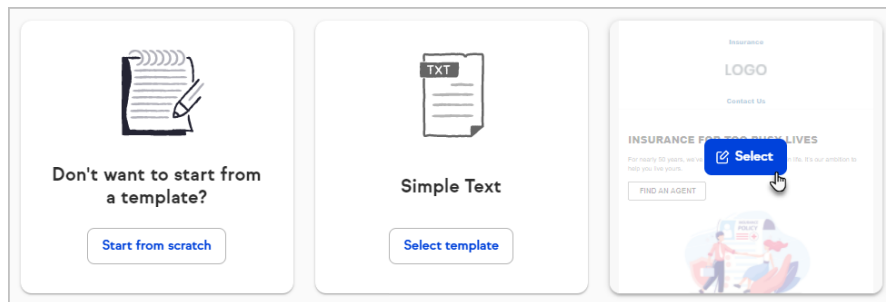 Don't want to start from
a template?
Start from scratch
TXT
Simple Text
Select template
Insurance
LOGO
Contact Us
INSURANCE FOR TOO BUSY LIVES
Select
For nearly 50 years, we've life. It's our ambition to
help you live yours.
FIND AN AGENT
POLICY